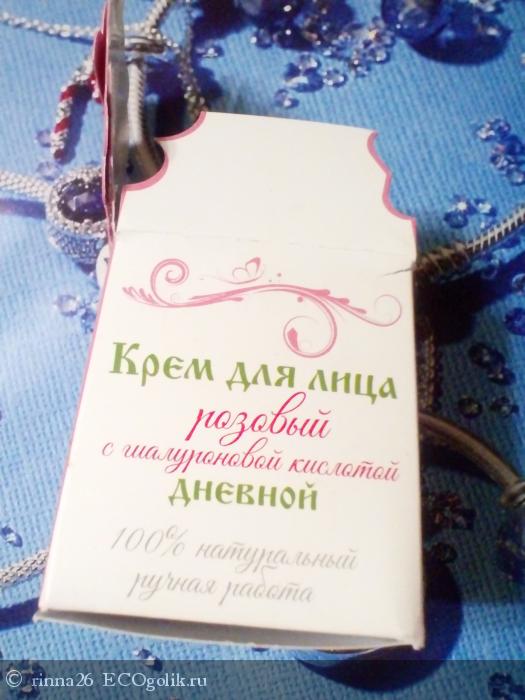 Крем для лица
розовый
с гиалуроновой кислотой
дневной
100% натуральный
ручная работа
© rinna26 ECOgolik.ru